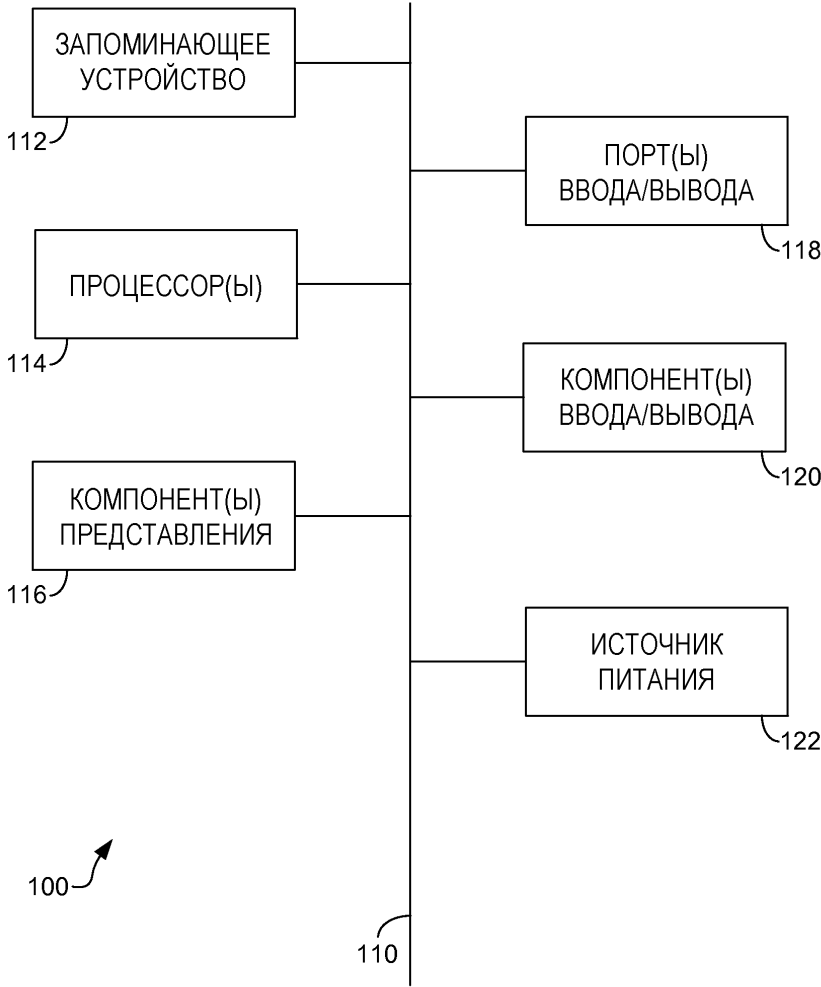 ЗАПОМИНАЮЩЕЕ
УСТРОЙСТВО
112
ПОРТ(Ы)
ВВОДА/ВЫВОДА
118
ПРОЦЕССОР(Ы)
114
КОМПОНЕНТ(Ы)
ВВОДА/ВЫВОДА
120
КОМПОНЕНТ(Ы)
ПРЕДСТАВЛЕНИЯ
116
ИСТОЧНИК
ПИТАНИЯ
122
100
110